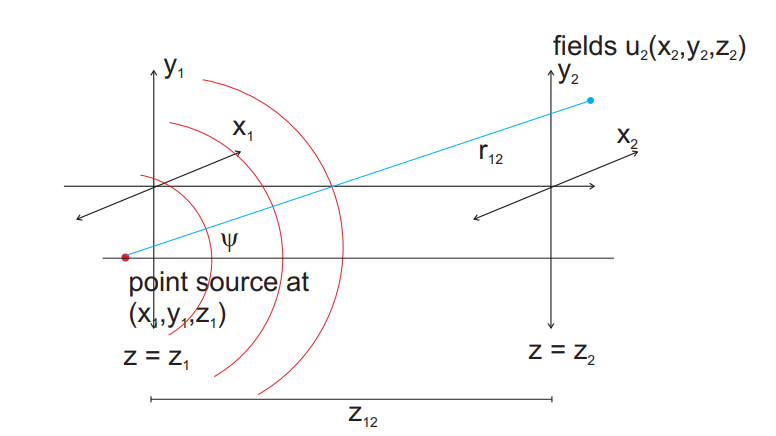 fields u₂(x₂,y₂,z₂)
y₁
y₂
x₁
x₂
r₁₂
ψ
point source at
(x₁,y₁,z₁)
z = z₁
z = z₂
z₁₂